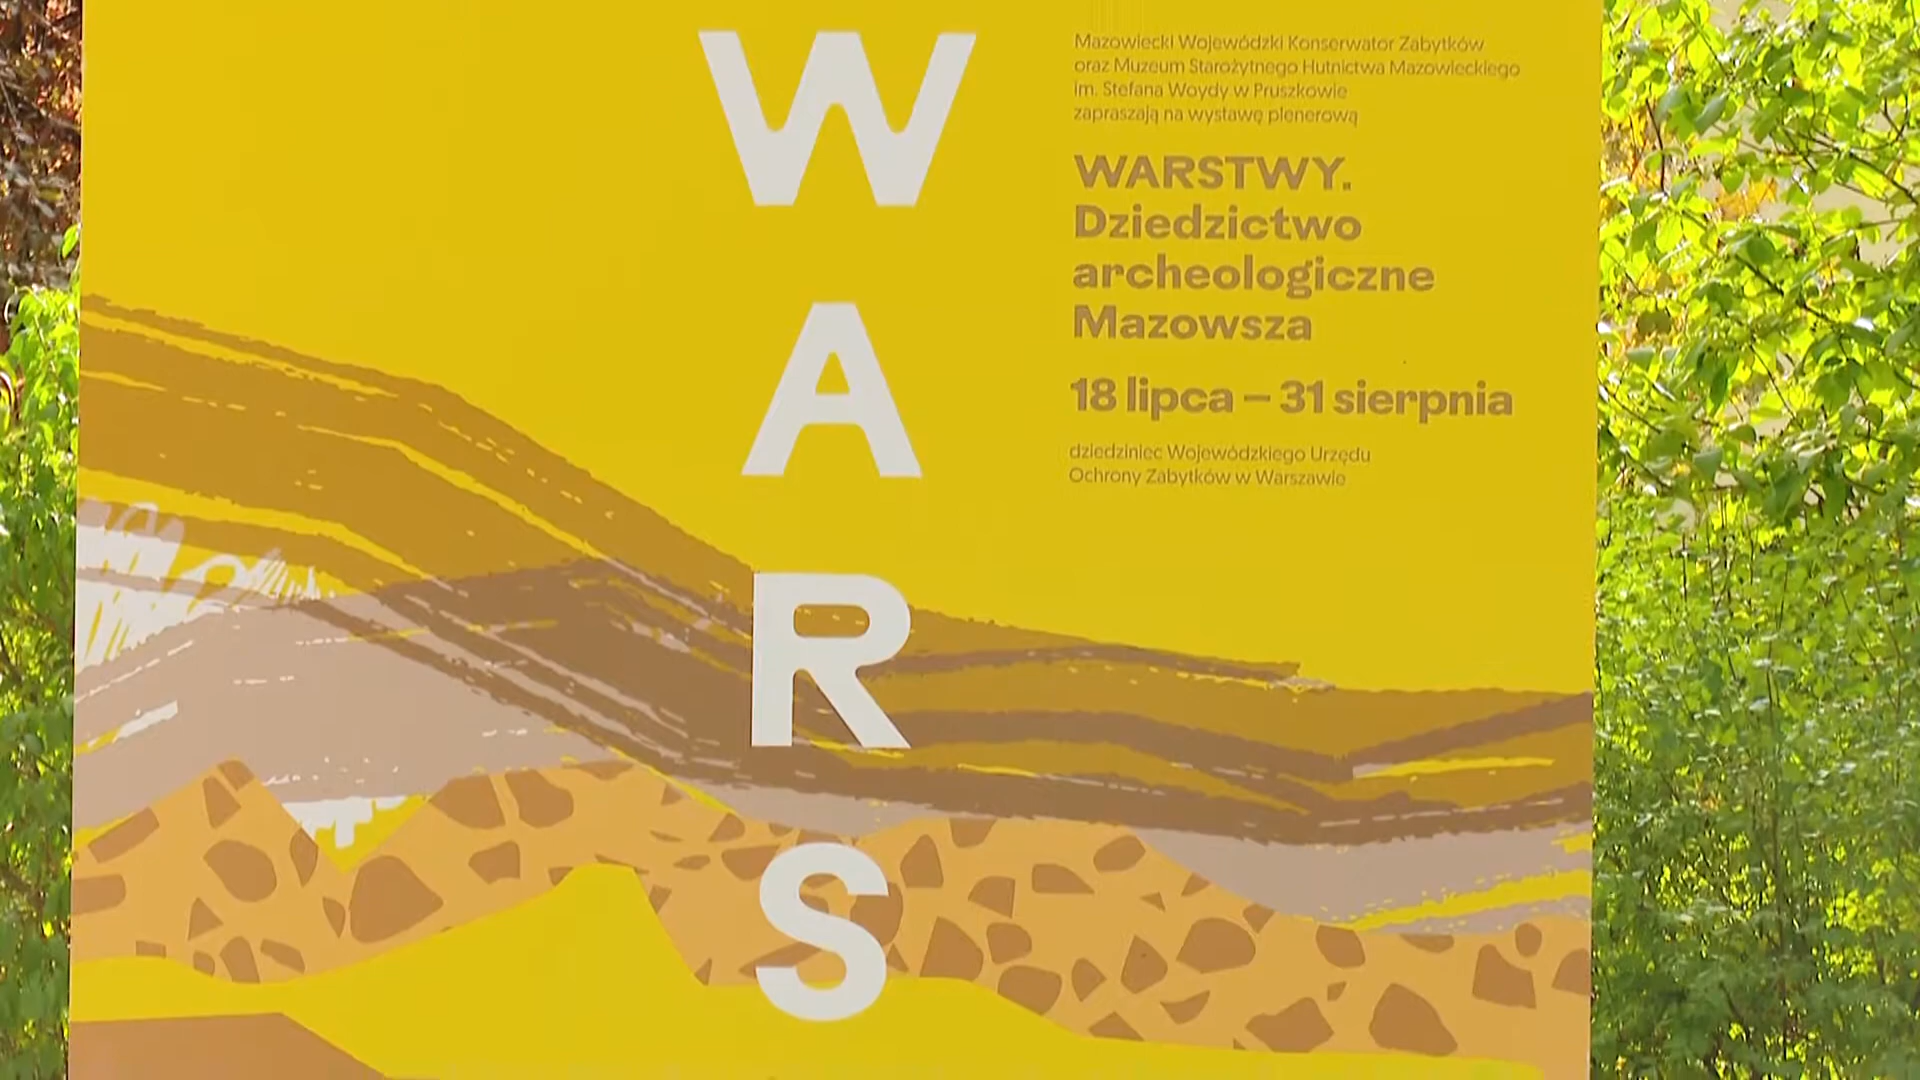 W
A
R
S
Mazowiecki Wojewódzki Konserwator Zabytków
oraz Muzeum Starożytnego Hutnictwa Mazowieckiego
im. Stefana Woydy w Pruszkowie
zapraszają na wystawę plenerową
WARSTWY.
Dziedzictwo
archeologiczne
Mazowsza
18 lipca – 31 sierpnia
dziedziniec Wojewódzkiego Urzędu
Ochrony Zabytków w Warszawie